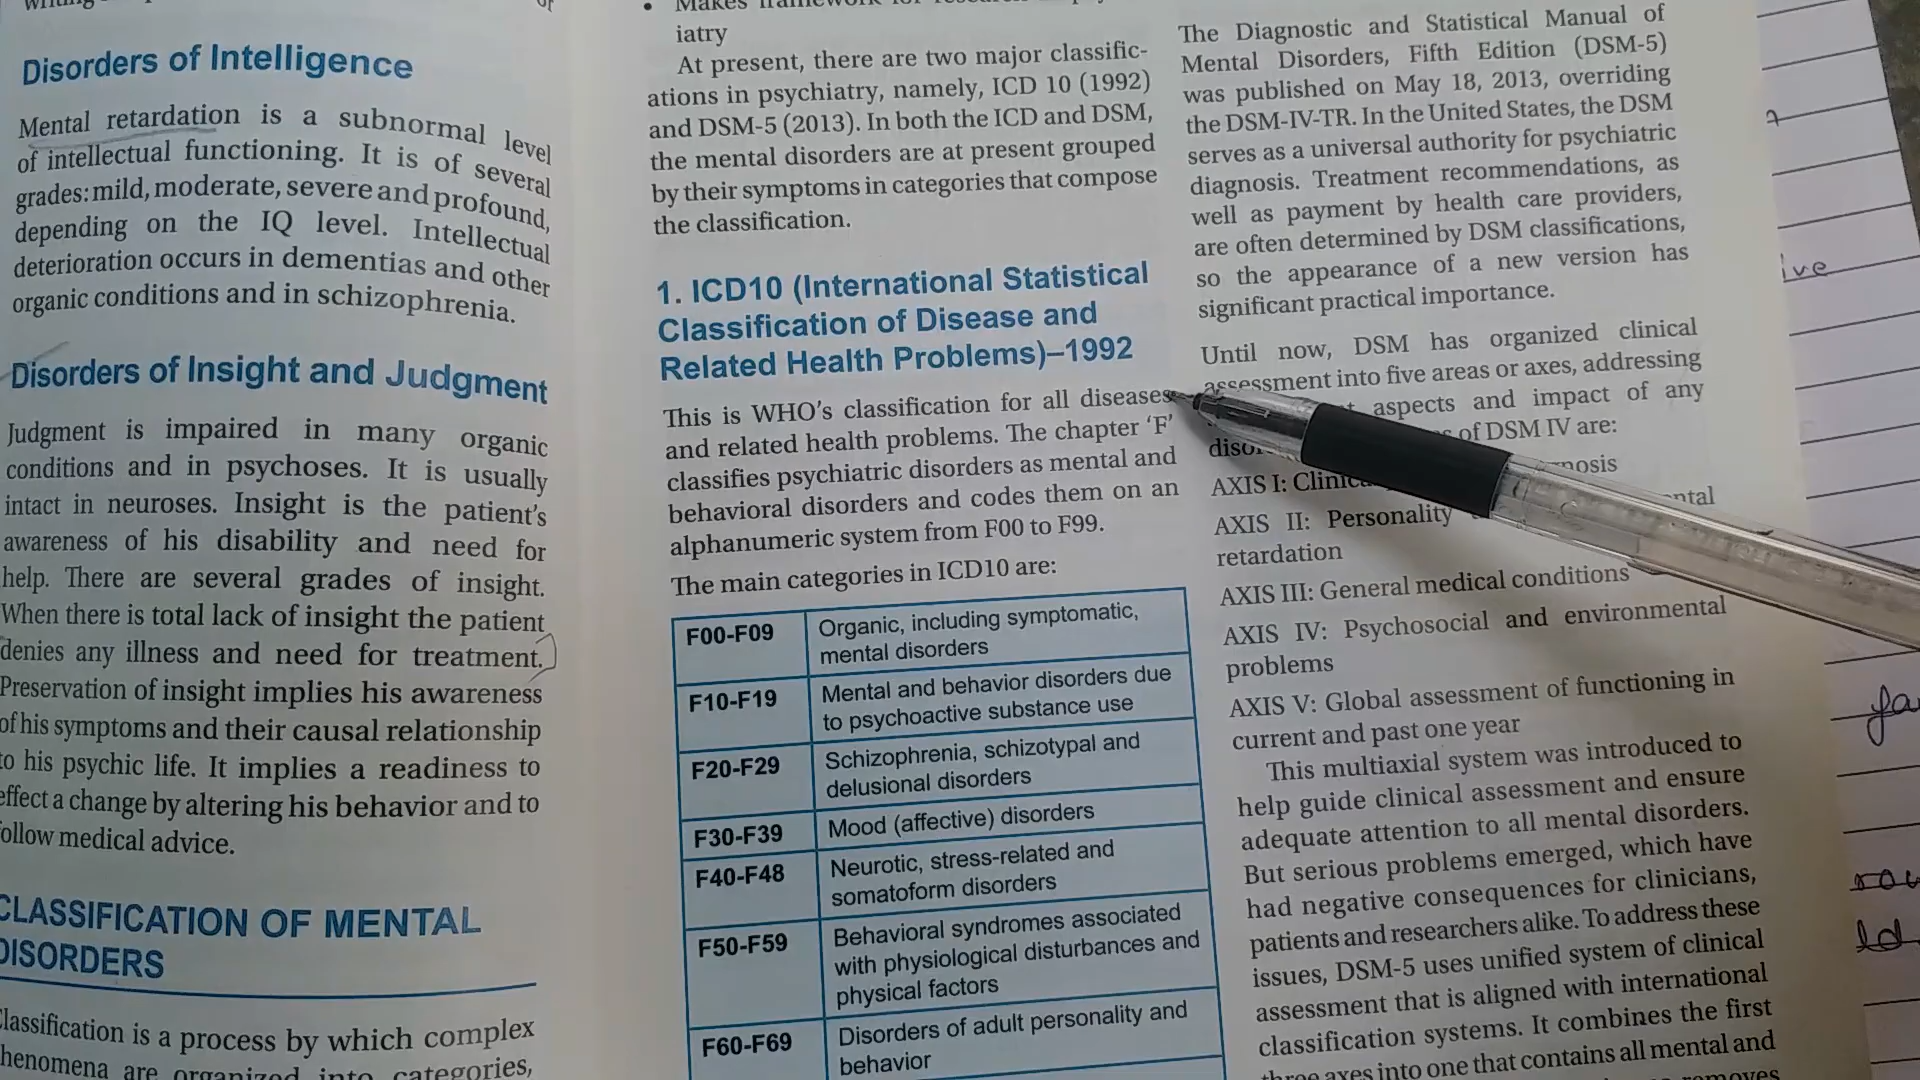 Disorders of Intelligence
Mental retardation is a subnormal level
of intellectual functioning. It is of several
grades: mild, moderate, severe and profound,
depending on the IQ level. Intellectual
deterioration occurs in dementias and other
organic conditions and in schizophrenia.
Disorders of Insight and Judgment
Judgment is impaired in many organic
conditions and in psychoses. It is usually
intact in neuroses. Insight is the patient's
awareness of his disability and need for
help. There are several grades of insight.
When there is total lack of insight the patient
denies any illness and need for treatment.
Preservation of insight implies his awareness
of his symptoms and their causal relationship
to his psychic life. It implies a readiness to
effect a change by altering his behavior and to
follow medical advice.
CLASSIFICATION OF MENTAL
DISORDERS
Classification is a process by which complex
phenomena are organized into categories,
• Makes framework for research in
iatry
At present, there are two major classific-
ations in psychiatry, namely, ICD 10 (1992)
and DSM-5 (2013). In both the ICD and DSM,
the mental disorders are at present grouped
by their symptoms in categories that compose
the classification.
1. ICD10 (International Statistical
Classification of Disease and
Related Health Problems)–1992
This is WHO's classification for all diseases
and related health problems. The chapter 'F'
classifies psychiatric disorders as mental and
behavioral disorders and codes them on an
alphanumeric system from F00 to F99.
The main categories in ICD10 are:
F00-F09 Organic, including symptomatic,
mental disorders
F10-F19 Mental and behavior disorders due
to psychoactive substance use
F20-F29 Schizophrenia, schizotypal and
delusional disorders
F30-F39 Mood (affective) disorders
F40-F48 Neurotic, stress-related and
somatoform disorders
F50-F59 Behavioral syndromes associated
with physiological disturbances and
physical factors
F60-F69 Disorders of adult personality and
behavior
The Diagnostic and Statistical Manual of
Mental Disorders, Fifth Edition (DSM-5)
was published on May 18, 2013, overriding
the DSM-IV-TR. In the United States, the DSM
serves as a universal authority for psychiatric
diagnosis. Treatment recommendations, as
well as payment by health care providers,
are often determined by DSM classifications,
so the appearance of a new version has
significant practical importance.
Until now, DSM has organized clinical
assessment into five areas or axes, addressing
aspects and impact of any
of DSM IV are:
AXIS I:
AXIS II: Personality
retardation
AXIS III: General medical conditions
AXIS IV: Psychosocial and environmental
problems
AXIS V: Global assessment of functioning in
current and past one year
This multiaxial system was introduced to
help guide clinical assessment and ensure
adequate attention to all mental disorders.
But serious problems emerged, which have
had negative consequences for clinicians,
patients and researchers alike. To address these
issues, DSM-5 uses unified system of clinical
assessment that is aligned with international
classification systems. It combines the first
three axes into one that contains all mental and
removes